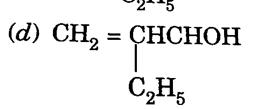 C₂H₅
(d) CH₂ = CHCHOH
C₂H₅